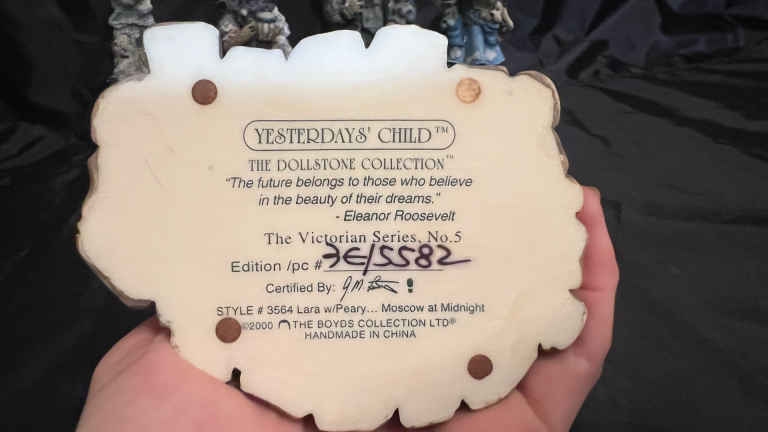 YESTERDAYS' CHILD™
THE DOLLSTONE COLLECTION™
"The future belongs to those who believe
in the beauty of their dreams."
- Eleanor Roosevelt
The Victorian Series, No.5
Edition /pc # 3E/5582
Certified By:
STYLE # 3564 Lara w/Peary... Moscow at Midnight
©2000 THE BOYDS COLLECTION LTD®
HANDMADE IN CHINA